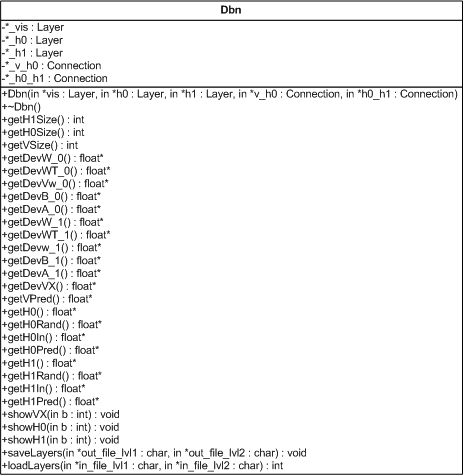 Dbn
-*_vis : Layer
-*_h0 : Layer
-*_h1 : Layer
-*_v_h0 : Connection
-*_h0_h1 : Connection
+Dbn(in *vis : Layer, in *h0 : Layer, in *h1 : Layer, in *v_h0 : Connection, in *h0_h1 : Connection)
+~Dbn()
+getH1Size() : int
+getH0Size() : int
+getVSize() : int
+getDevW_0() : float*
+getDevWT_0() : float*
+getDevVw_0() : float*
+getDevB_0() : float*
+getDevA_0() : float*
+getDevW_1() : float*
+getDevWT_1() : float*
+getDevw_1() : float*
+getDevB_1() : float*
+getDevA_1() : float*
+getDevVX() : float*
+getVPred() : float*
+getH0() : float*
+getH0Rand() : float*
+getH0In() : float*
+getH0Pred() : float*
+getH1() : float*
+getH1Rand() : float*
+getH1In() : float*
+getH1Pred() : float*
+showVX(in b : int) : void
+showH0(in b : int) : void
+showH1(in b : int) : void
+saveLayers(in *out_file_lvl1 : char, in *out_file_lvl2 : char) : void
+loadLayers(in *in_file_lvl1 : char, in *in_file_lvl2 : char) : int